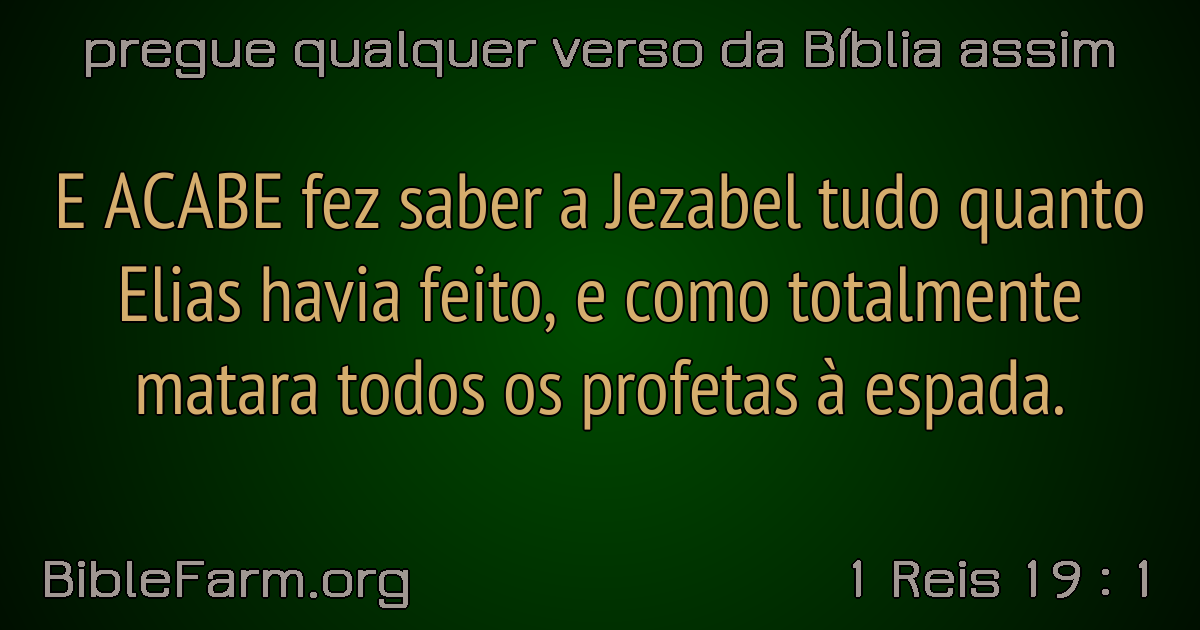 pregue qualquer verso da Bíblia assim
E ACABE fez saber a Jezabel tudo quanto
Elias havia feito, e como totalmente
matara todos os profetas à espada.
BibleFarm.org
1 Reis 19 : 1